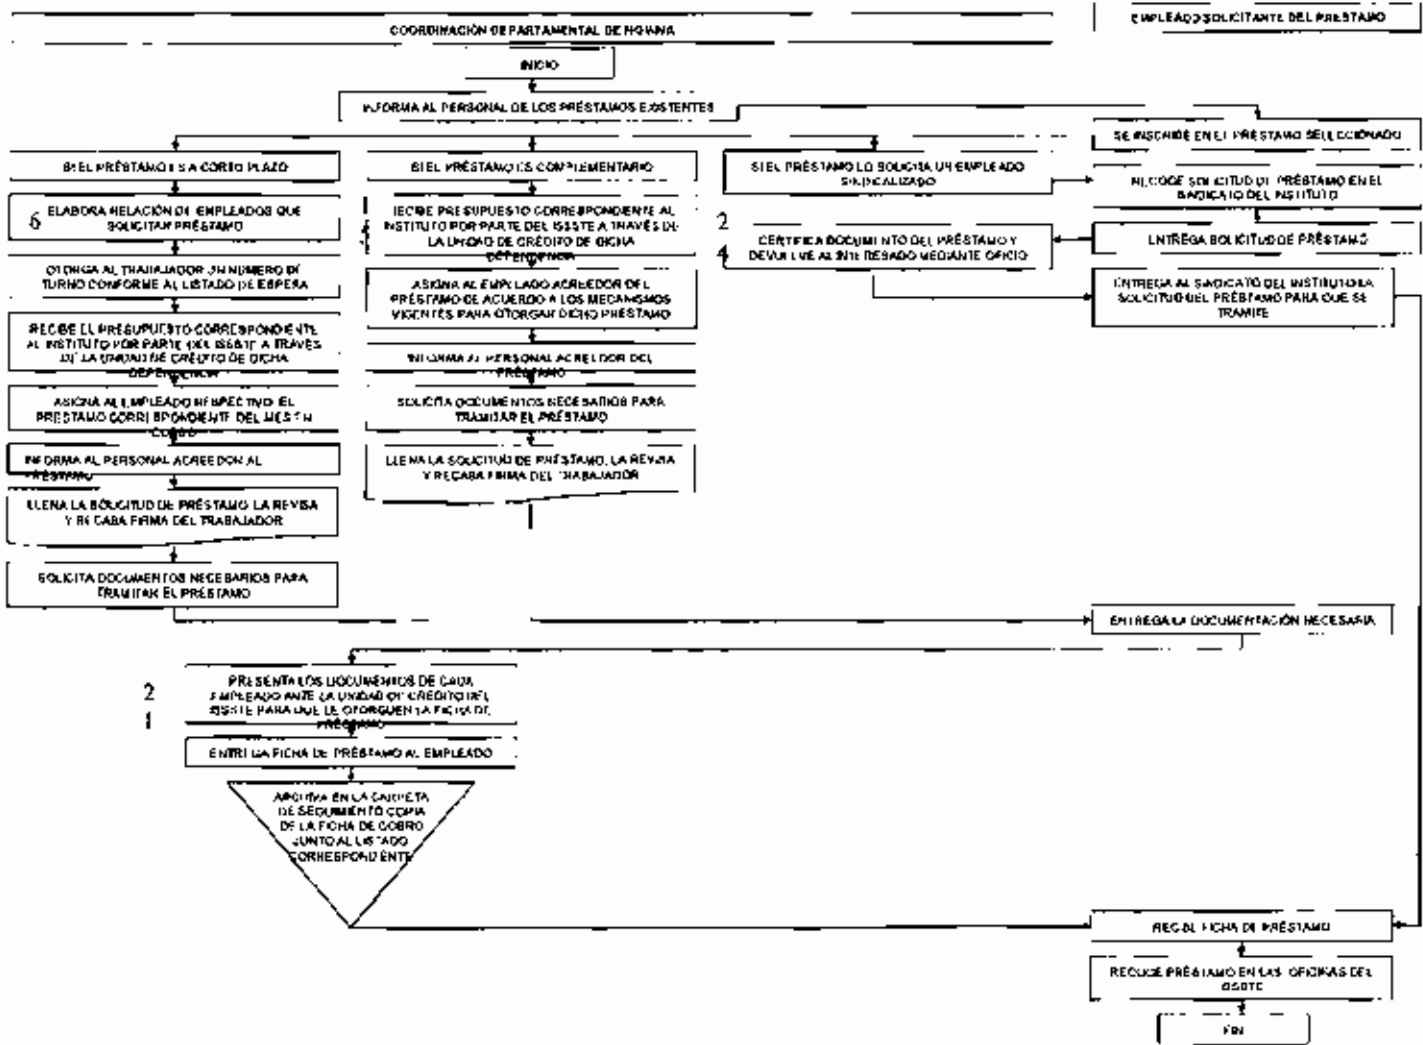 EMPLEADO SOLICITANTE DEL PRÉSTAMO
COORDINACIÓN DEPARTAMENTAL DE NÓMINA
INICIO
INFORMA AL PERSONAL DE LOS PRÉSTAMOS EXISTENTES
SE INSCRIBE EN EL PRÉSTAMO SELECCIONADO
SI EL PRÉSTAMO ES A CORTO PLAZO
SI EL PRÉSTAMO ES COMPLEMENTARIO
SI EL PRÉSTAMO LO SOLICITA UN EMPLEADO
SINDICALIZADO
RECOGE SOLICITUD DE PRÉSTAMO EN EL
SINDICATO DEL INSTITUTO
6
ELABORA RELACIÓN DE EMPLEADOS QUE
SOLICITAN PRÉSTAMO
RECIBE PRESUPUESTO CORRESPONDIENTE AL
INSTITUTO POR PARTE DEL ISSSTE A TRAVÉS DE
LA UNIDAD DE CRÉDITO DE DICHA
DEPENDENCIA
2
4
CERTIFICA DOCUMENTO DEL PRÉSTAMO Y
DEVUELVE AL INTERESADO MEDIANTE OFICIO
ENTREGA SOLICITUD DE PRÉSTAMO
OTORGA AL TRABAJADOR UN NÚMERO DE
TURNO CONFORME AL LISTADO DE ESPERA
ASIGNA AL EMPLEADO ACREEDOR DEL
PRÉSTAMO DE ACUERDO A LOS MECANISMOS
VIGENTES PARA OTORGAR DICHO PRÉSTAMO
ENTREGA AL SINDICATO DEL INSTITUTO LA
SOLICITUD DEL PRÉSTAMO PARA QUE SE
TRAMITE
RECIBE EL PRESUPUESTO CORRESPONDIENTE
AL INSTITUTO POR PARTE DEL ISSSTE A TRAVÉS
DE LA UNIDAD DE CRÉDITO DE DICHA
DEPENDENCIA
INFORMA AL PERSONAL ACREEDOR DEL
PRÉSTAMO
ASIGNA AL EMPLEADO RESPECTIVO EL
PRÉSTAMO CORRESPONDIENTE DEL MES EN
CURSO
SOLICITA DOCUMENTOS NECESARIOS PARA
TRAMITAR EL PRÉSTAMO
INFORMA AL PERSONAL ACREEDOR AL
PRÉSTAMO
LLENA LA SOLICITUD DE PRÉSTAMO, LA REVISA
Y RECABA FIRMA DEL TRABAJADOR
LLENA LA SOLICITUD DE PRÉSTAMO, LA REVISA
Y RECABA FIRMA DEL TRABAJADOR
SOLICITA DOCUMENTOS NECESARIOS PARA
TRAMITAR EL PRÉSTAMO
ENTREGA LA DOCUMENTACIÓN NECESARIA
2
1
PRESENTA LOS DOCUMENTOS DE CADA
EMPLEADO ANTE LA UNIDAD DE CRÉDITO DEL
ISSSTE PARA QUE LE OTORGUEN LA FICHA DE
PRÉSTAMO
ENTREGA FICHA DE PRÉSTAMO AL EMPLEADO
ARCHIVA EN LA CARPETA
DE SEGUIMIENTO COPIA
DE LA FICHA DE COBRO
JUNTO AL LISTADO
CORRESPONDIENTE
RECIBE FICHA DE PRÉSTAMO
RECOGE PRÉSTAMO EN LAS OFICINAS DEL
ISSSTE
FIN